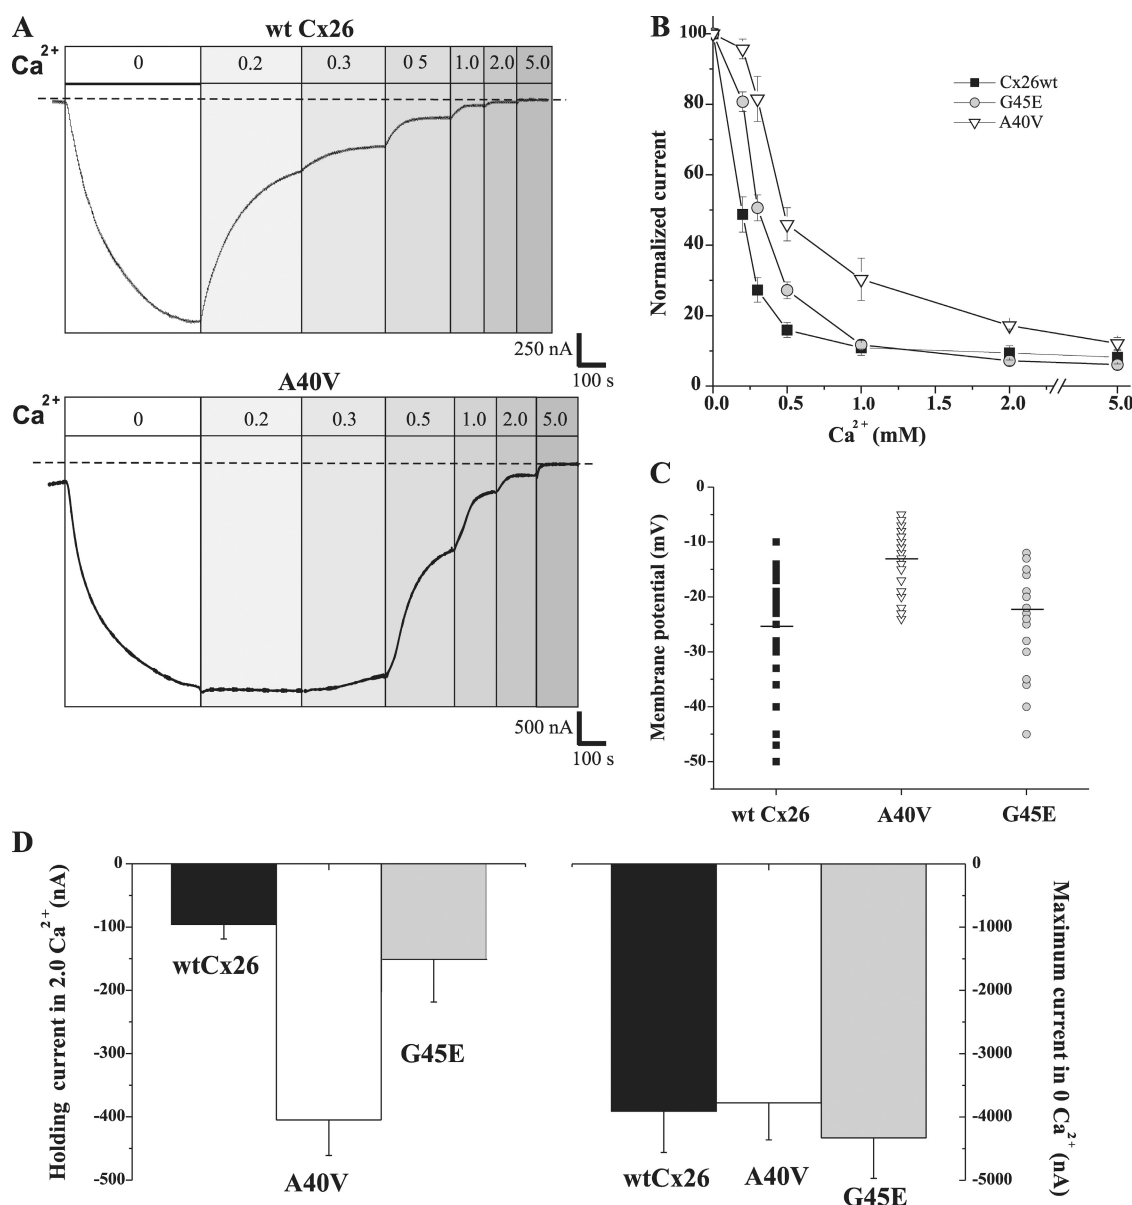 A
wt Cx26
Ca2+
0
0.2
0.3
0 5
1.0
2.0
5.0
250 nA
100 s
A40V
Ca2+
0
0.2
0.3
0.5
1.0
2.0
5.0
500 nA
100 s
B
Normalized current
100
80
60
40
20
0
Cx26wt
G45E
A40V
0.0
0.5
1.0
1.5
2.0
5.0
Ca2+ (mM)
C
Membrane potential (mV)
0
-10
-20
-30
-40
-50
wt Cx26
A40V
G45E
D
Holding current in 2.0 Ca2+ (nA)
0
-100
-200
-300
-400
-500
wtCx26
A40V
G45E
0
-1000
-2000
-3000
-4000
-5000
wtCx26
A40V
G45E
Maximum current in 0 Ca2+ (nA)